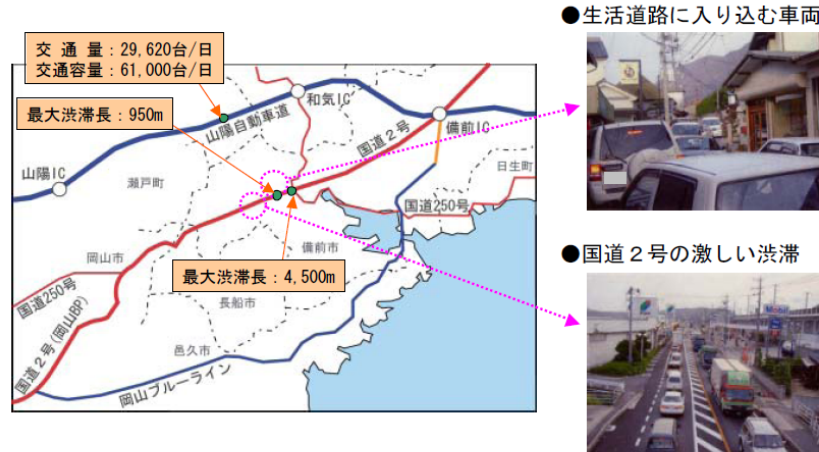 ●生活道路に入り込む車両
交 通 量：29,620台/日
交通容量：61,000台/日
和気IC
最大渋滞長：950m
山陽自動車道
国道２号
備前IC
山陽IC
瀬戸町
日生町
国道250号
●国道２号の激しい渋滞
岡山市
備前市
最大渋滞長：4,500m
国道250号
長船市
国道２号(岡山BP)
邑久市
岡山ブルーライン